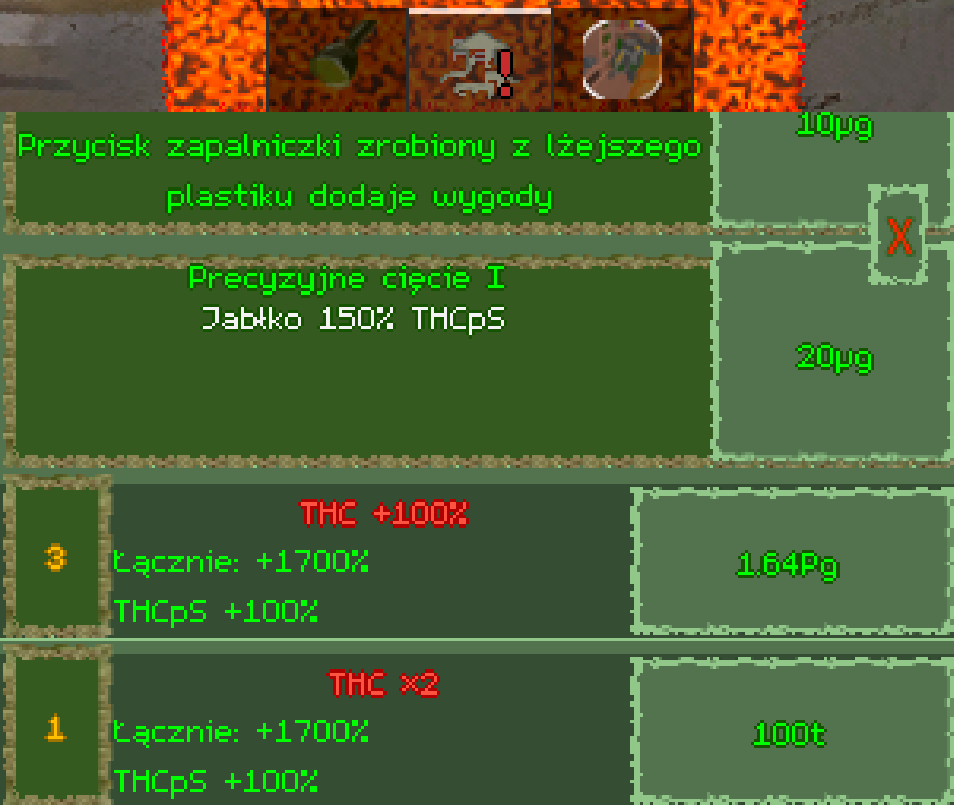 10µg
Przycisk zapalniczki zrobiony z lżejszego
plastiku dodaje wygody
X
Precyzyjne cięcie I
Jabłko 150% THCpS
20µg
THC +100%
3
Łącznie: +1700%
1.64Pg
THCpS +100%
THC ×2
1
Łącznie: +1700%
100t
THCpS +100%